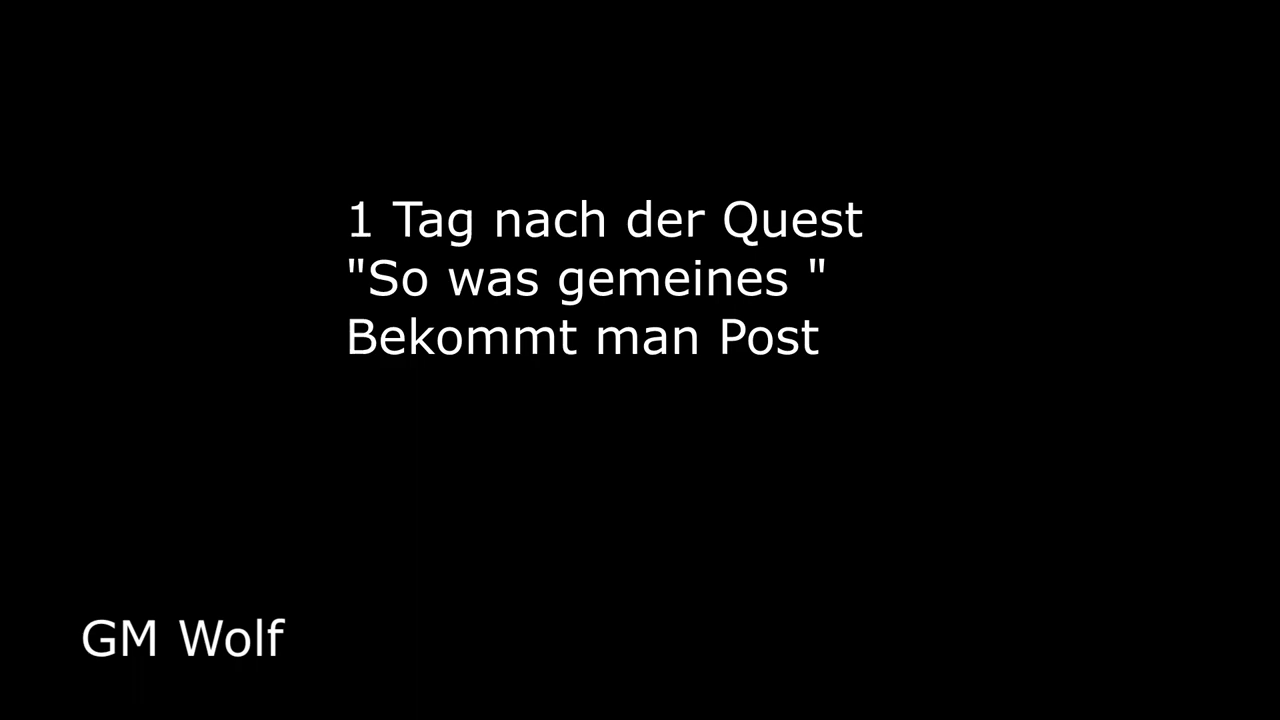 1 Tag nach der Quest
"So was gemeines "
Bekommt man Post
GM Wolf